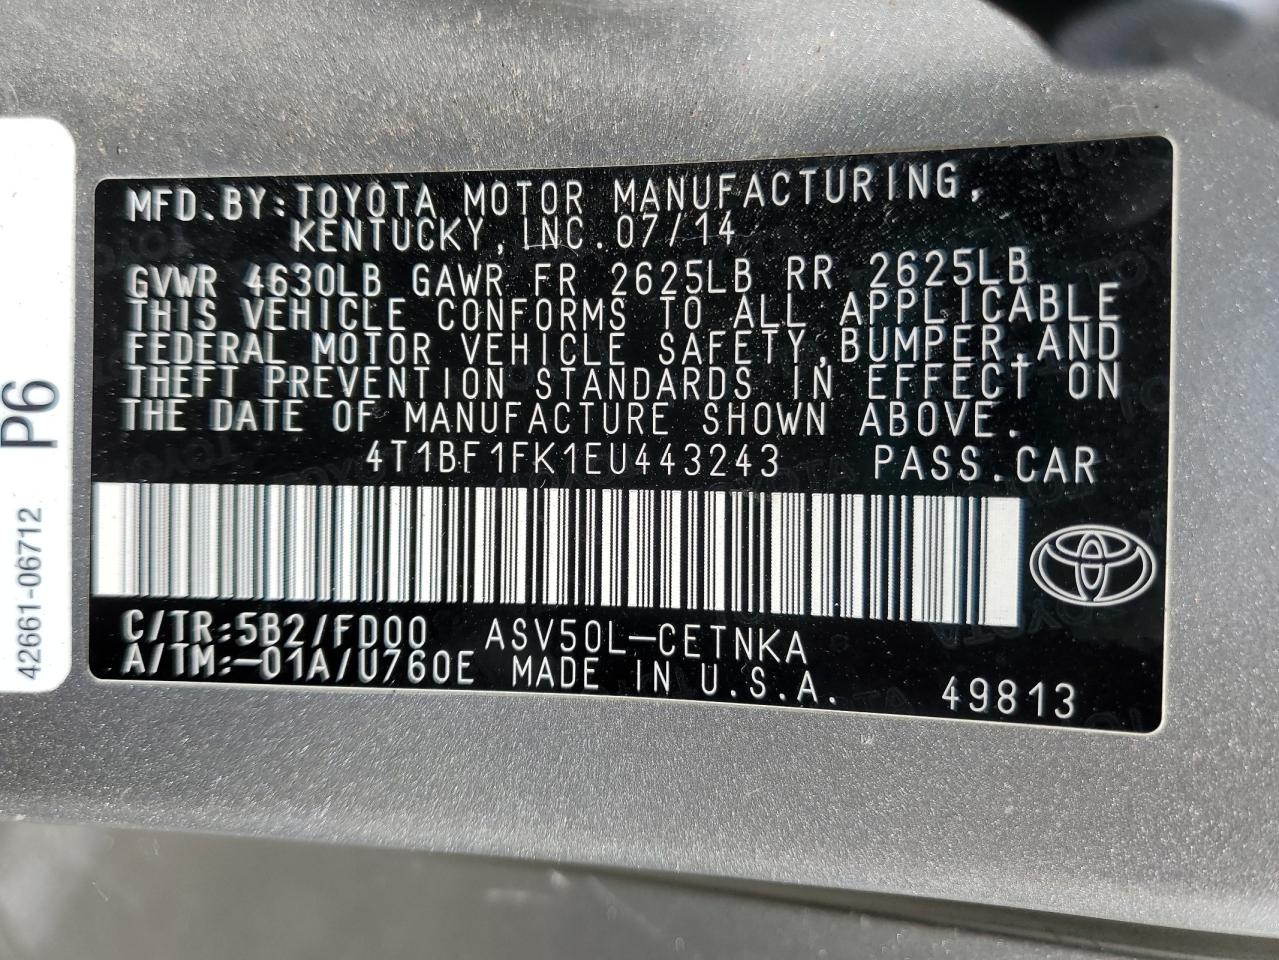 MFD.BY:TOYOTA MOTOR MANUFACTURING,
KENTUCKY,INC.07/14
GVWR 4630LB GAWR FR 2625LB RR 2625LB
THIS VEHICLE CONFORMS TO ALL APPLICABLE
FEDERAL MOTOR VEHICLE SAFETY,BUMPER,AND
THEFT PREVENTION STANDARDS IN EFFECT ON
THE DATE OF MANUFACTURE SHOWN ABOVE.
4T1BF1FK1EU443243 PASS.CAR
C/TR:5B2/FD00 ASV50L-CETNKA
A/TM:-01A/U760E MADE IN U.S.A. 49813
42661-06712 P6